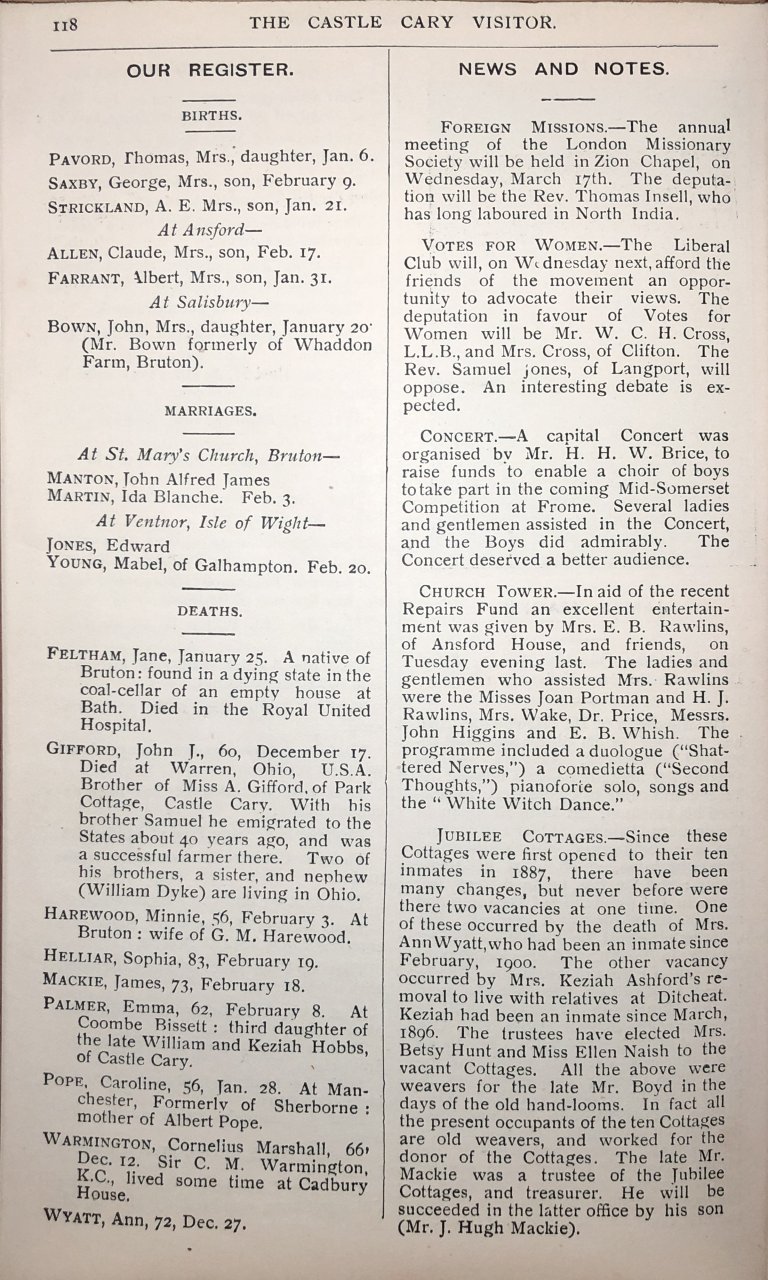 118
THE CASTLE CARY VISITOR.
OUR REGISTER.
BIRTHS.
PAVORD, Thomas, Mrs., daughter, Jan. 6.
SAXBY, George, Mrs., son, February 9.
STRICKLAND, A. E. Mrs., son, Jan. 21.
At Ansford—
ALLEN, Claude, Mrs., son, Feb. 17.
FARRANT, Albert, Mrs., son, Jan. 31.
At Salisbury—
BOWN, John, Mrs., daughter, January 20·
(Mr. Bown formerly of Whaddon
Farm, Bruton).
MARRIAGES.
At St. Mary's Church, Bruton—
MANTON, John Alfred James
MARTIN, Ida Blanche. Feb. 3.
At Ventnor, Isle of Wight—
JONES, Edward
YOUNG, Mabel, of Galhampton. Feb. 20.
DEATHS.
FELTHAM, Jane, January 25. A native of
Bruton: found in a dying state in the
coal-cellar of an empty house at
Bath. Died in the Royal United
Hospital.
GIFFORD, John J., 60, December 17.
Died at Warren, Ohio, U.S.A.
Brother of Miss A. Gifford, of Park
Cottage, Castle Cary. With his
brother Samuel he emigrated to the
States about 40 years ago, and was
a successful farmer there. Two of
his brothers, a sister, and nephew
(William Dyke) are living in Ohio.
HAREWOOD, Minnie, 56, February 3. At
Bruton : wife of G. M. Harewood.
HELLIAR, Sophia, 83, February 19.
MACKIE, James, 73, February 18.
PALMER, Emma, 62, February 8. At
Coombe Bissett : third daughter of
the late William and Keziah Hobbs,
of Castle Cary.
POPE, Caroline, 56, Jan. 28. At Man-
chester, Formerly of Sherborne :
mother of Albert Pope.
WARMINGTON, Cornelius Marshall, 66,
Dec. 12. Sir C. M. Warmington,
K.C., lived some time at Cadbury
House.
WYATT, Ann, 72, Dec. 27.
NEWS AND NOTES.
FOREIGN MISSIONS.—The annual
meeting of the London Missionary
Society will be held in Zion Chapel, on
Wednesday, March 17th. The deputa-
tion will be the Rev. Thomas Insell, who
has long laboured in North India.
VOTES FOR WOMEN.—The Liberal
Club will, on Wednesday next, afford the
friends of the movement an oppor-
tunity to advocate their views. The
deputation in favour of Votes for
Women will be Mr. W. C. H. Cross,
L.L.B., and Mrs. Cross, of Clifton. The
Rev. Samuel Jones, of Langport, will
oppose. An interesting debate is ex-
pected.
CONCERT.—A capital Concert was
organised by Mr. H. H. W. Brice, to
raise funds to enable a choir of boys
to take part in the coming Mid-Somerset
Competition at Frome. Several ladies
and gentlemen assisted in the Concert,
and the Boys did admirably. The
Concert deserved a better audience.
CHURCH TOWER.—In aid of the recent
Repairs Fund an excellent entertain-
ment was given by Mrs. E. B. Rawlins,
of Ansford House, and friends, on
Tuesday evening last. The ladies and
gentlemen who assisted Mrs. Rawlins
were the Misses Joan Portman and H. J.
Rawlins, Mrs. Wake, Dr. Price, Messrs.
John Higgins and E. B. Whish. The
programme included a duologue ("Shat-
tered Nerves,") a comedietta ("Second
Thoughts,") pianoforte solo, songs and
the " White Witch Dance."
JUBILEE COTTAGES.—Since these
Cottages were first opened to their ten
inmates in 1887, there have been
many changes, but never before were
there two vacancies at one time. One
of these occurred by the death of Mrs.
Ann Wyatt, who had been an inmate since
February, 1900. The other vacancy
occurred by Mrs. Keziah Ashford's re-
moval to live with relatives at Ditcheat.
Keziah had been an inmate since March,
1896. The trustees have elected Mrs.
Betsy Hunt and Miss Ellen Naish to the
vacant Cottages. All the above were
weavers for the late Mr. Boyd in the
days of the old hand-looms. In fact all
the present occupants of the ten Cottages
are old weavers, and worked for the
donor of the Cottages. The late Mr.
Mackie was a trustee of the Jubilee
Cottages, and treasurer. He will be
succeeded in the latter office by his son
(Mr. J. Hugh Mackie).